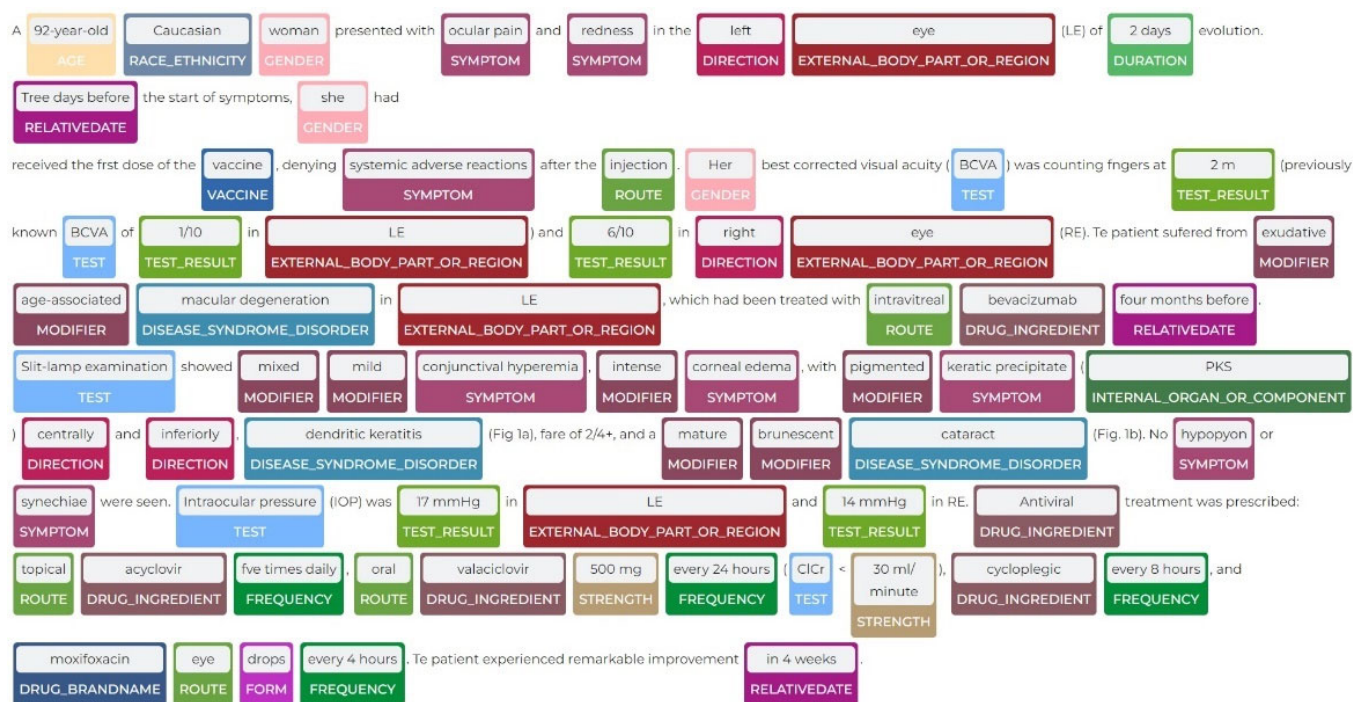 A 92-year-old Caucasian woman presented with ocular pain and redness in the left eye (LE) of 2 days evolution.
AGE RACE_ETHNICITY GENDER SYMPTOM SYMPTOM DIRECTION EXTERNAL_BODY_PART_OR_REGION DURATION
Tree days before the start of symptoms, she had
RELATIVEDATE GENDER
received the frst dose of the vaccine , denying systemic adverse reactions after the injection . Her best corrected visual acuity ( BCVA ) was counting fngers at 2 m (previously
VACCINE SYMPTOM ROUTE GENDER TEST TEST_RESULT
known BCVA of 1/10 in LE ) and 6/10 in right eye (RE). Te patient sufered from exudative
TEST TEST_RESULT EXTERNAL_BODY_PART_OR_REGION TEST_RESULT DIRECTION EXTERNAL_BODY_PART_OR_REGION MODIFIER
age-associated macular degeneration in LE , which had been treated with intravitreal bevacizumab four months before .
MODIFIER DISEASE_SYNDROME_DISORDER EXTERNAL_BODY_PART_OR_REGION ROUTE DRUG_INGREDIENT RELATIVEDATE
Slit-lamp examination showed mixed mild conjunctival hyperemia , intense corneal edema , with pigmented keratic precipitate ( PKS
TEST MODIFIER MODIFIER SYMPTOM MODIFIER SYMPTOM MODIFIER SYMPTOM INTERNAL_ORGAN_OR_COMPONENT
) centrally and inferiorly , dendritic keratitis (Fig 1a), fare of 2/4+, and a mature brunescent cataract (Fig. 1b). No hypopyon or
DIRECTION DIRECTION DISEASE_SYNDROME_DISORDER MODIFIER MODIFIER DISEASE_SYNDROME_DISORDER SYMPTOM
synechiae were seen. Intraocular pressure (IOP) was 17 mmHg in LE and 14 mmHg in RE. Antiviral treatment was prescribed:
SYMPTOM TEST TEST_RESULT EXTERNAL_BODY_PART_OR_REGION TEST_RESULT DRUG_INGREDIENT
topical acyclovir fve times daily , oral valaciclovir 500 mg every 24 hours ( ClCr < 30 ml/ ), cycloplegic every 8 hours , and
minute
ROUTE DRUG_INGREDIENT FREQUENCY ROUTE DRUG_INGREDIENT STRENGTH FREQUENCY TEST DRUG_INGREDIENT FREQUENCY
STRENGTH
moxifoxacin eye drops every 4 hours . Te patient experienced remarkable improvement in 4 weeks .
DRUG_BRANDNAME ROUTE FORM FREQUENCY RELATIVEDATE